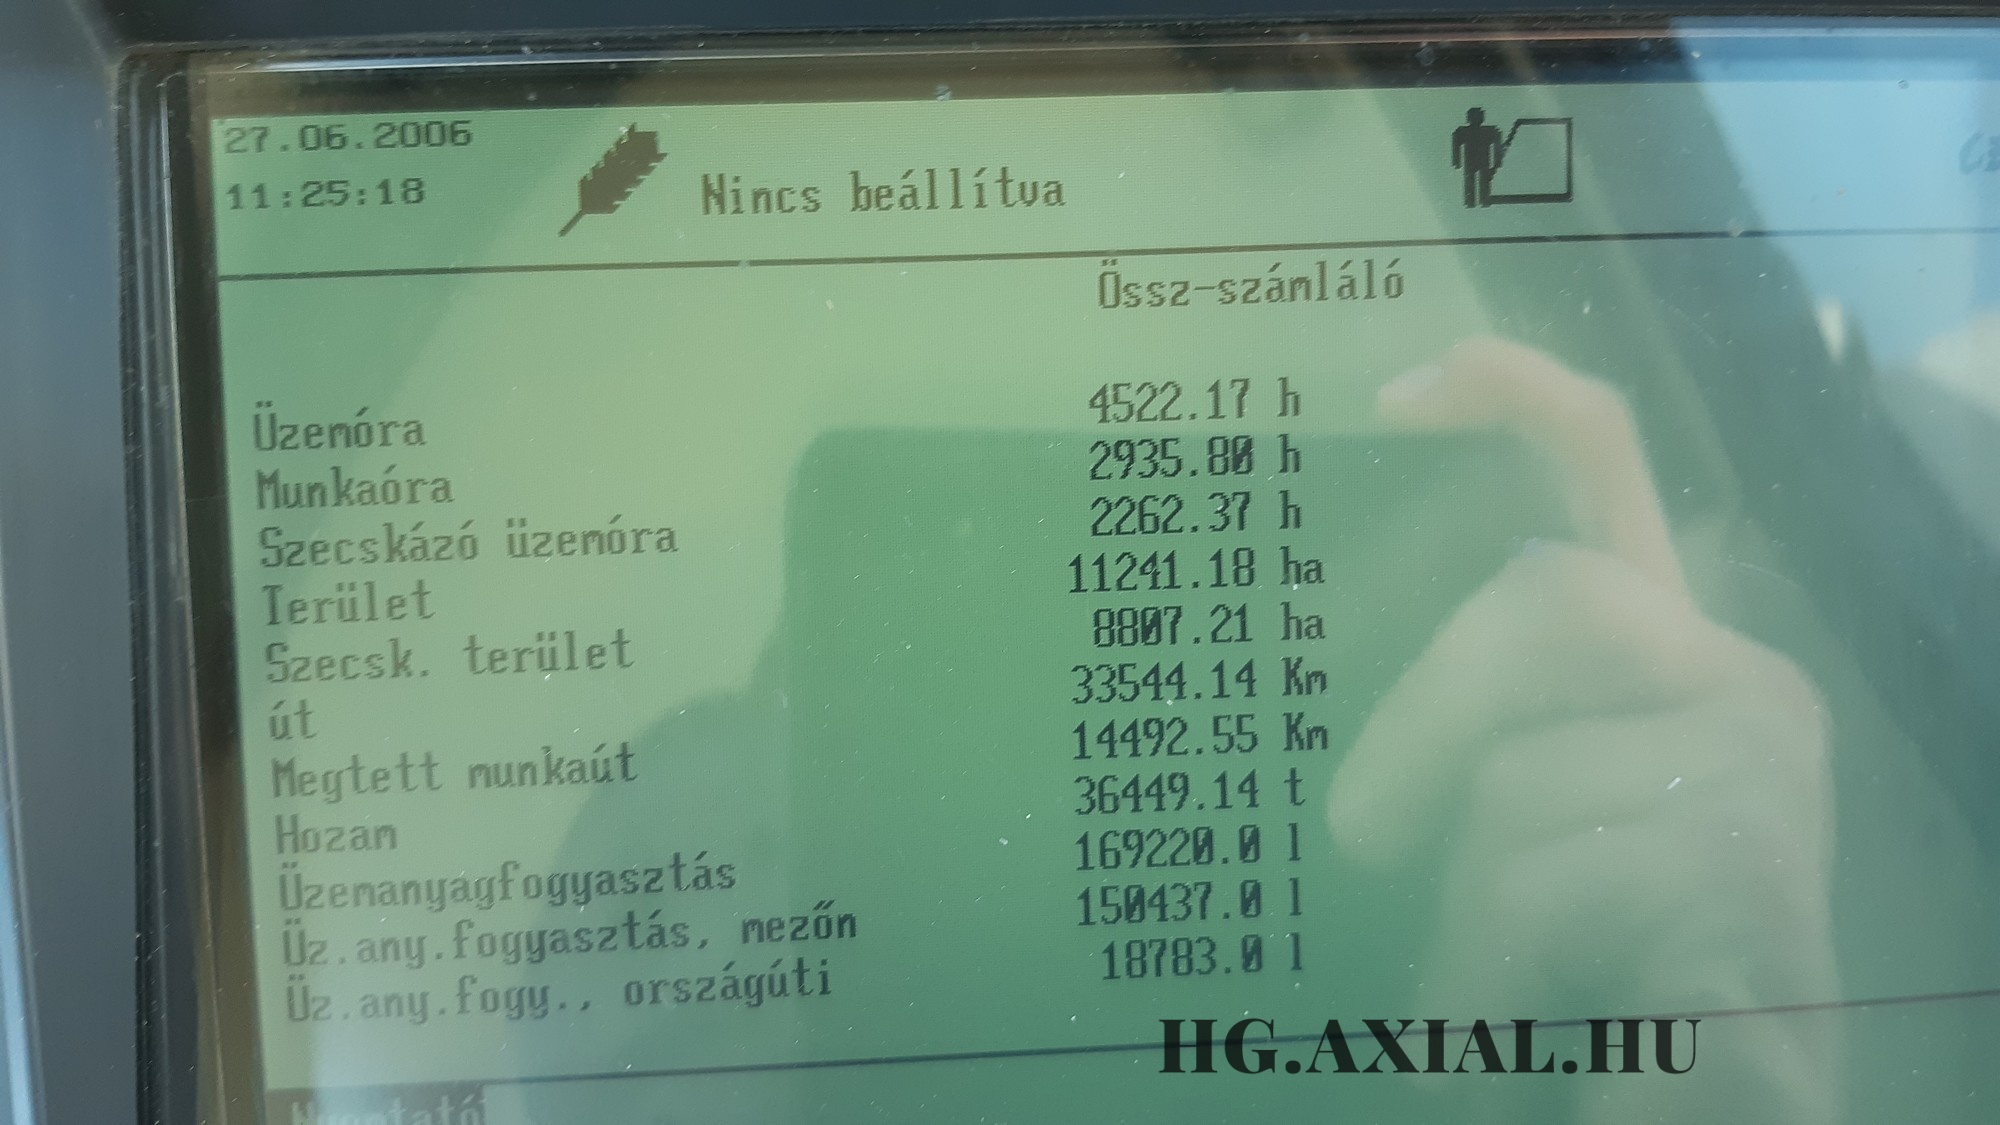 27.06.2006
11:25:18
Nincs beállítva
Össz-számláló
Üzemóra 4522.17 h
Munkaóra 2935.80 h
Szecskázó üzemóra 2262.37 h
Terület 11241.18 ha
Szecsk. terület 8807.21 ha
út 33544.14 Km
Megtett munkaút 14492.55 Km
Hozam 36449.14 t
Üzemanyagfogyasztás 169220.0 l
Üz.any.fogyasztás, mezőn 150437.0 l
Üz.any.fogy., országúti 18783.0 l
HG.AXIAL.HU
Nyomtató